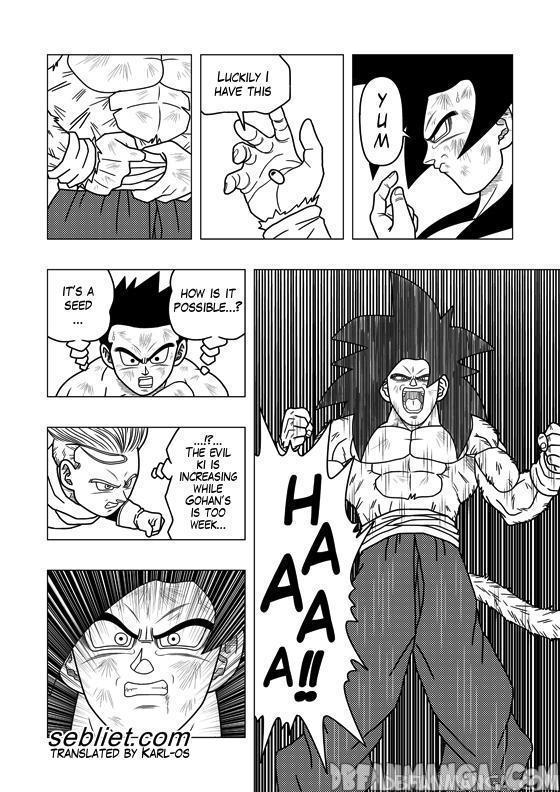 LUCKILY I
HAVE THIS
YUM
IT'S A
SEED
...
HOW IS IT
POSSIBLE...?
...!?...
THE EVIL
KI IS
INCREASING
WHILE
GOHAN'S
IS TOO
WEEK...
HAAAA!!
sebliet.com
TRANSLATED BY KARL-OS
DBFANMANGA.COM